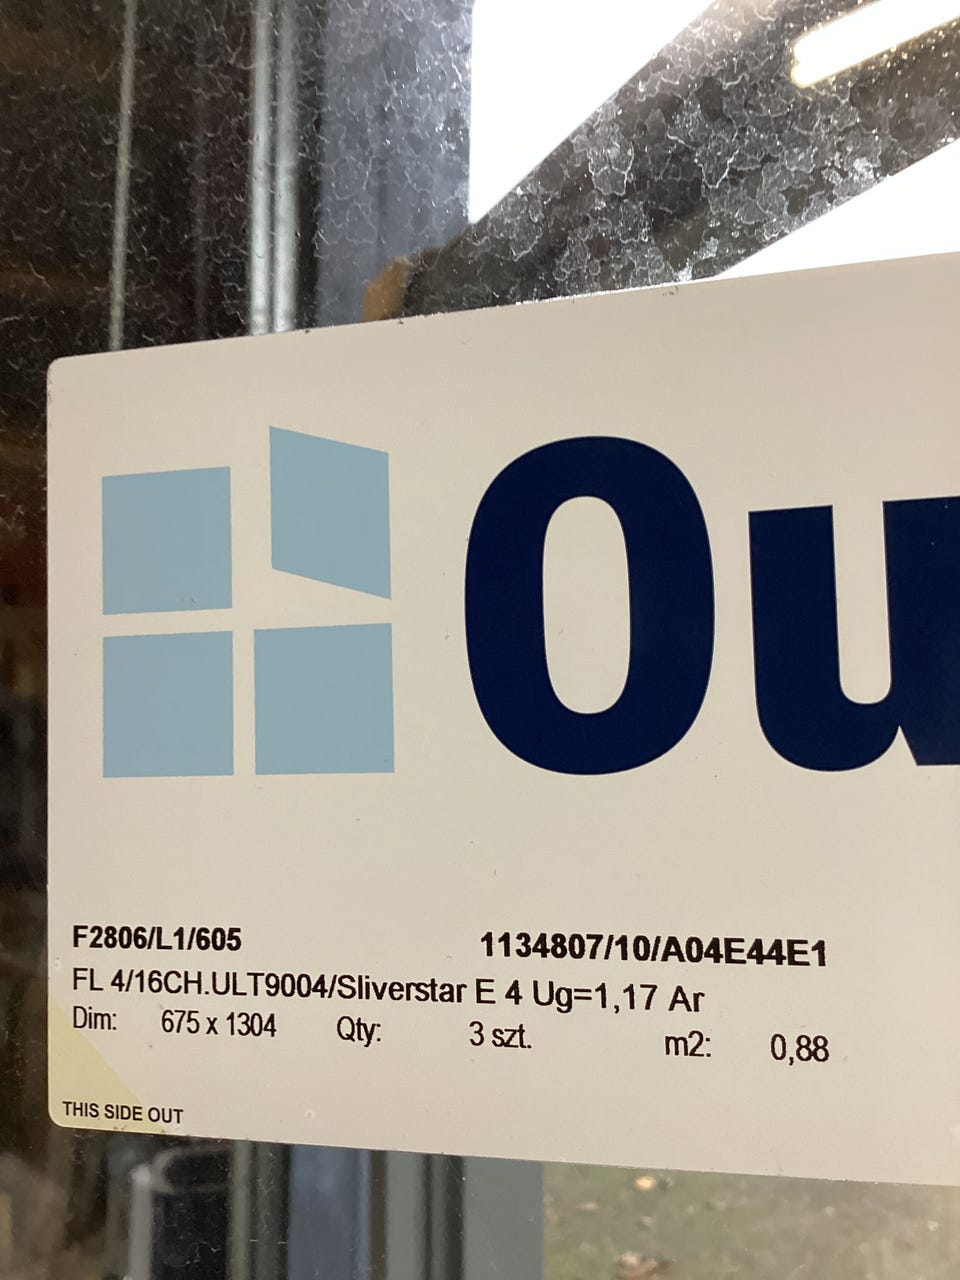 Ou
F2806/L1/605 1134807/10/A04E44E1
FL 4/16CH.ULT9004/Sliverstar E 4 Ug=1,17 Ar
Dim: 675 x 1304 Qty: 3 szt. m2: 0,88
THIS SIDE OUT